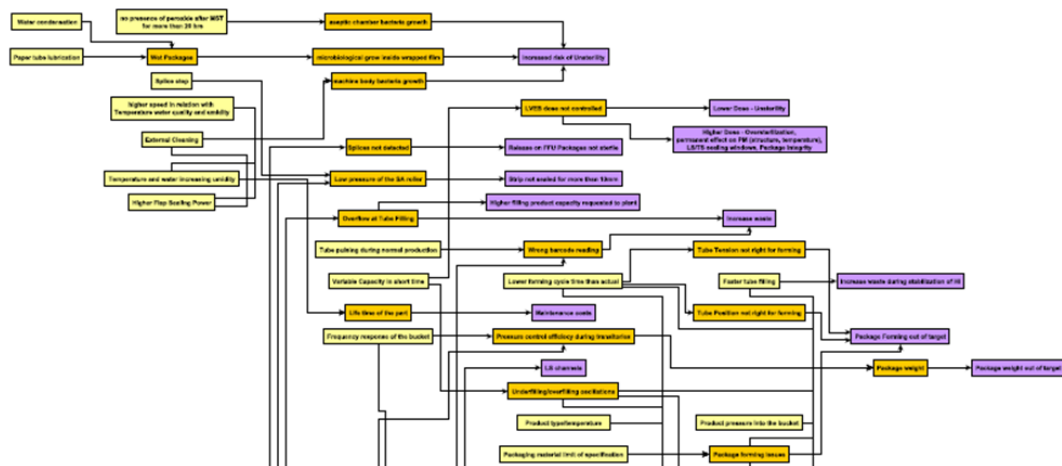 Water condensation
no presence of peroxide after MST
for more than 20 hrs
aseptic chamber bacteria growth
Paper tube lubrication
Wet Packages
microbiological grow inside wrapped film
Increased risk of Unsterility
Splice stop
machine body bacteria growth
higher speed in relation with
Temperature water quality and umidity
LVEB does not controlled
Lower Dose - Unsterility
External Cleaning
Higher Dose - Oversterilization,
permanent effect on PM (structure, temperature),
LS/TS sealing windows, Package Integrity
Splices not detected
Release on FFU Packages not sterile
Temperature and water increasing umidity
Low pressure of the SA roller
Strip not sealed for more than
Higher Flap Sealing Power
Higher filling product capacity requested to plant
Overflow at Tube Filling
Increase waste
Tube pulning during normal production
Wrong barcode reading
Tube Tension not right for forming
Variable Capacity in short time
Lower forming cycle time than actual
Faster tube filling
Increase waste during stabilization of
Life time of the part
Maintenance costs
Tube Position not right for forming
Frequency response of the bucket
Pressure control efficiency during transitories
Package Forming out of target
LS channels
Package weight
Package weight out of target
Underfilling/overfilling oscillations
Product type/temperature
Product pressure into the bucket
Packaging material limit of specification
Package forming issues